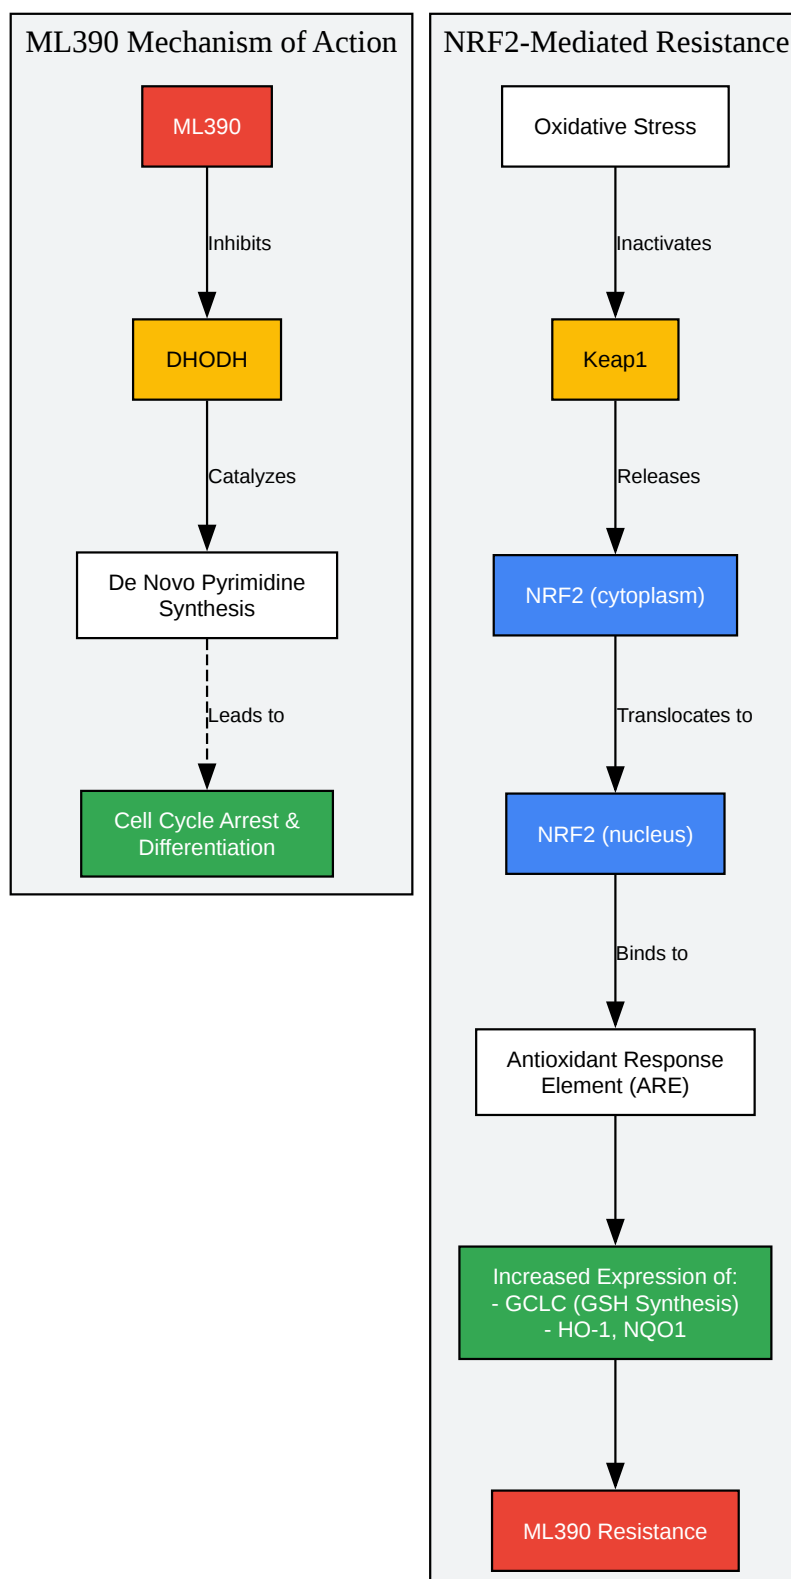 ML390 Mechanism of Action
ML390
Inhibits
DHODH
Catalyzes
De Novo Pyrimidine
Synthesis
Leads to
Cell Cycle Arrest &
Differentiation
NRF2-Mediated Resistance
Oxidative Stress
Inactivates
Keap1
Releases
NRF2 (cytoplasm)
Translocates to
NRF2 (nucleus)
Binds to
Antioxidant Response
Element (ARE)
Increased Expression of:
- GCLC (GSH Synthesis)
- HO-1, NQO1
ML390 Resistance